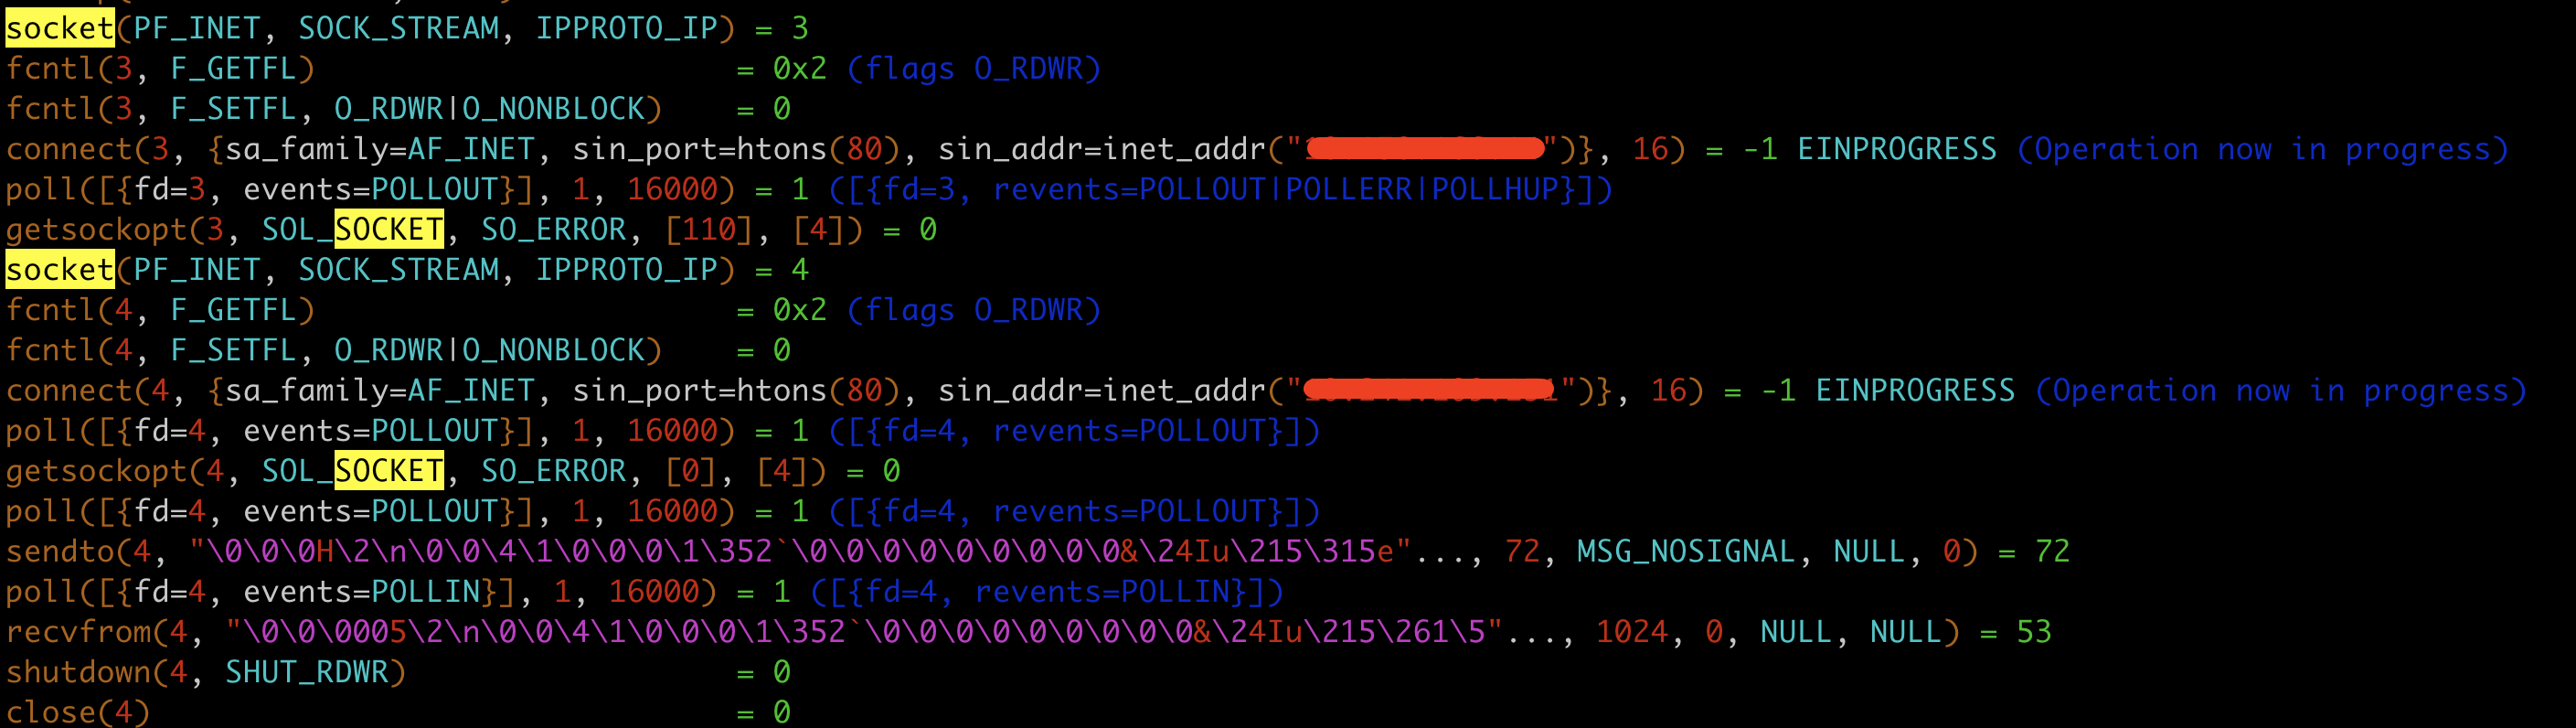 socket(PF_INET, SOCK_STREAM, IPPROTO_IP) = 3
fcntl(3, F_GETFL)                       = 0x2 (flags O_RDWR)
fcntl(3, F_SETFL, O_RDWR|O_NONBLOCK)    = 0
connect(3, {sa_family=AF_INET, sin_port=htons(80), sin_addr=inet_addr("")}, 16) = -1 EINPROGRESS (Operation now in progress)
poll([{fd=3, events=POLLOUT}], 1, 16000) = 1 ([{fd=3, revents=POLLOUT|POLLERR|POLLHUP}])
getsockopt(3, SOL_SOCKET, SO_ERROR, [110], [4]) = 0
socket(PF_INET, SOCK_STREAM, IPPROTO_IP) = 4
fcntl(4, F_GETFL)                       = 0x2 (flags O_RDWR)
fcntl(4, F_SETFL, O_RDWR|O_NONBLOCK)    = 0
connect(4, {sa_family=AF_INET, sin_port=htons(80), sin_addr=inet_addr("")}, 16) = -1 EINPROGRESS (Operation now in progress)
poll([{fd=4, events=POLLOUT}], 1, 16000) = 1 ([{fd=4, revents=POLLOUT}])
getsockopt(4, SOL_SOCKET, SO_ERROR, [0], [4]) = 0
poll([{fd=4, events=POLLOUT}], 1, 16000) = 1 ([{fd=4, revents=POLLOUT}])
sendto(4, "\0\0\0H\2\n\0\0\4\1\0\0\0\1\352`\0\0\0\0\0\0\0\0\0&\24Iu\215\315e"..., 72, MSG_NOSIGNAL, NULL, 0) = 72
poll([{fd=4, events=POLLIN}], 1, 16000) = 1 ([{fd=4, revents=POLLIN}])
recvfrom(4, "\0\0\0005\2\n\0\0\4\1\0\0\0\1\352`\0\0\0\0\0\0\0\0\0&\24Iu\215\261\5"..., 1024, 0, NULL, NULL) = 53
shutdown(4, SHUT_RDWR)                  = 0
close(4)                                = 0